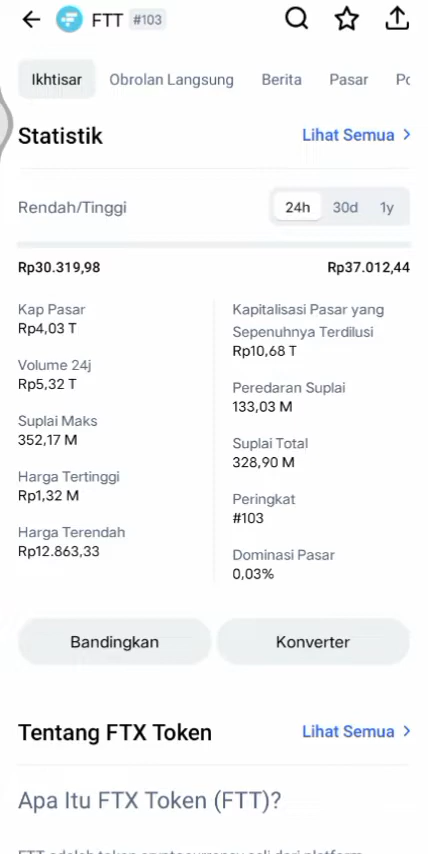 FTT #103
Ikhtisar Obrolan Langsung Berita Pasar
Statistik Lihat Semua >
Rendah/Tinggi 24h 30d 1y
Rp30.319,98 Rp37.012,44
Kap Pasar
Rp4,03 T
Volume 24j
Rp5,32 T
Suplai Maks
352,17 M
Harga Tertinggi
Rp1,32 M
Harga Terendah
Rp12.863,33
Kapitalisasi Pasar yang
Sepenuhnya Terdilusi
Rp10,68 T
Peredaran Suplai
133,03 M
Suplai Total
328,90 M
Peringkat
#103
Dominasi Pasar
0,03%
Bandingkan Konverter
Tentang FTX Token Lihat Semua >
Apa Itu FTX Token (FTT)?